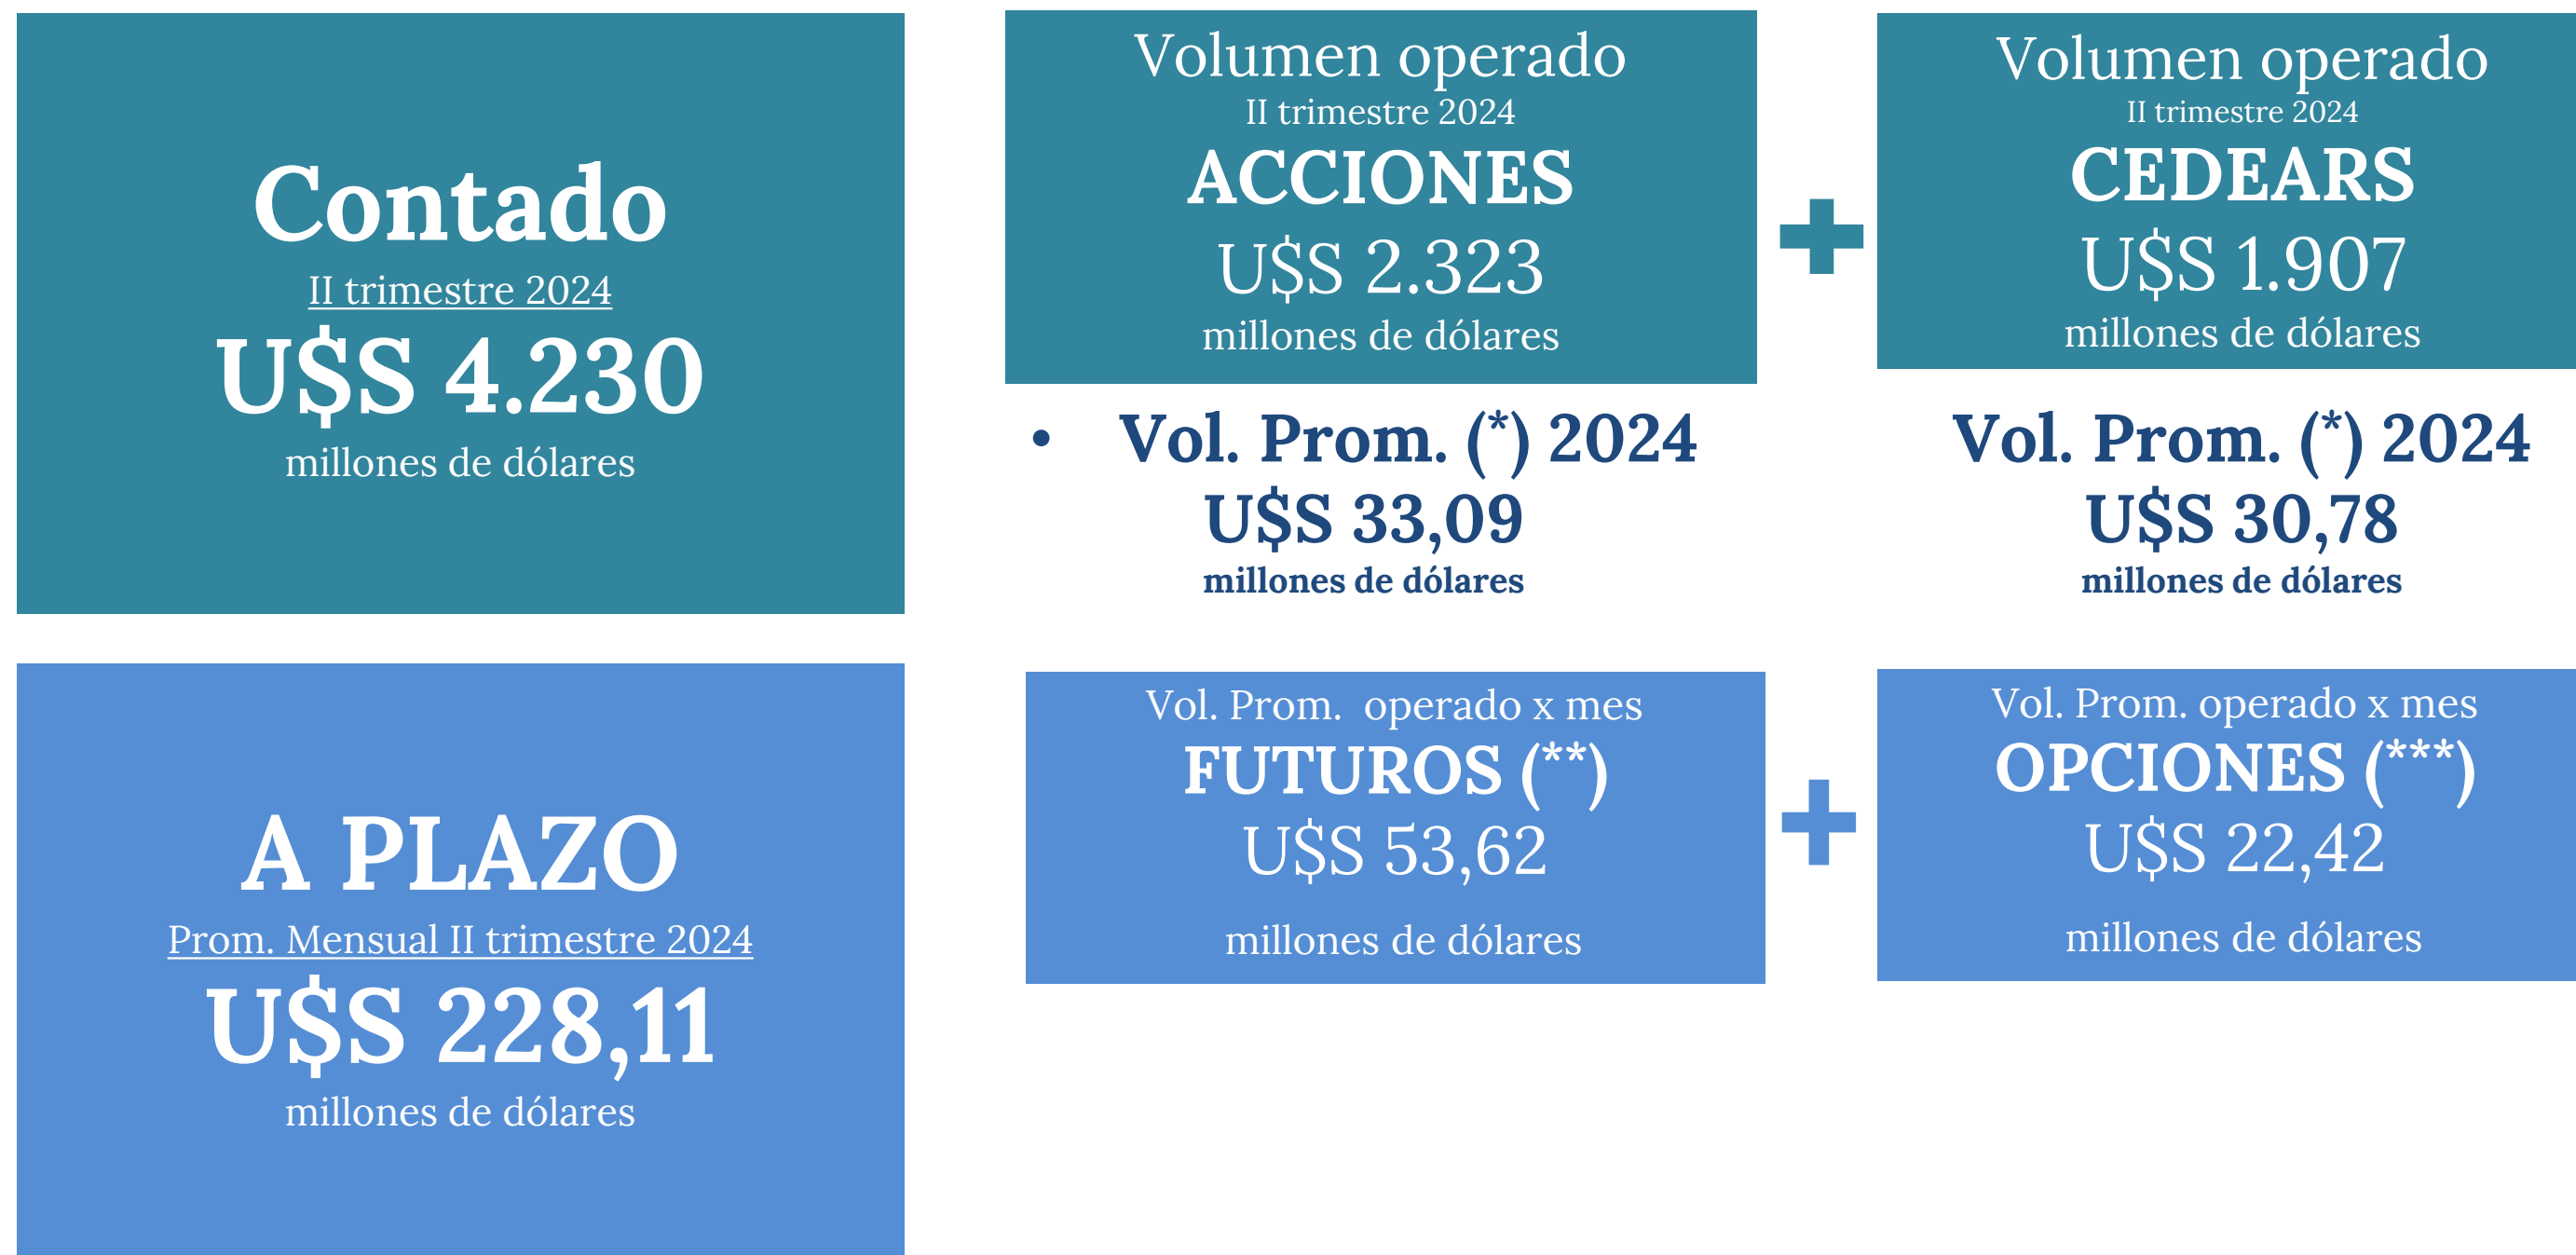 Contado
II trimestre 2024
U$S 4.230
millones de dólares
Volumen operado
II trimestre 2024
ACCIONES
U$S 2.323
millones de dólares
Volumen operado
II trimestre 2024
CEDEARS
U$S 1.907
millones de dólares
• Vol. Prom. (*) 2024
U$S 33,09
millones de dólares
Vol. Prom. (*) 2024
U$S 30,78
millones de dólares
A PLAZO
Prom. Mensual II trimestre 2024
U$S 228,11
millones de dólares
Vol. Prom. operado x mes
FUTUROS (**)
U$S 53,62
millones de dólares
Vol. Prom. operado x mes
OPCIONES (***)
U$S 22,42
millones de dólares